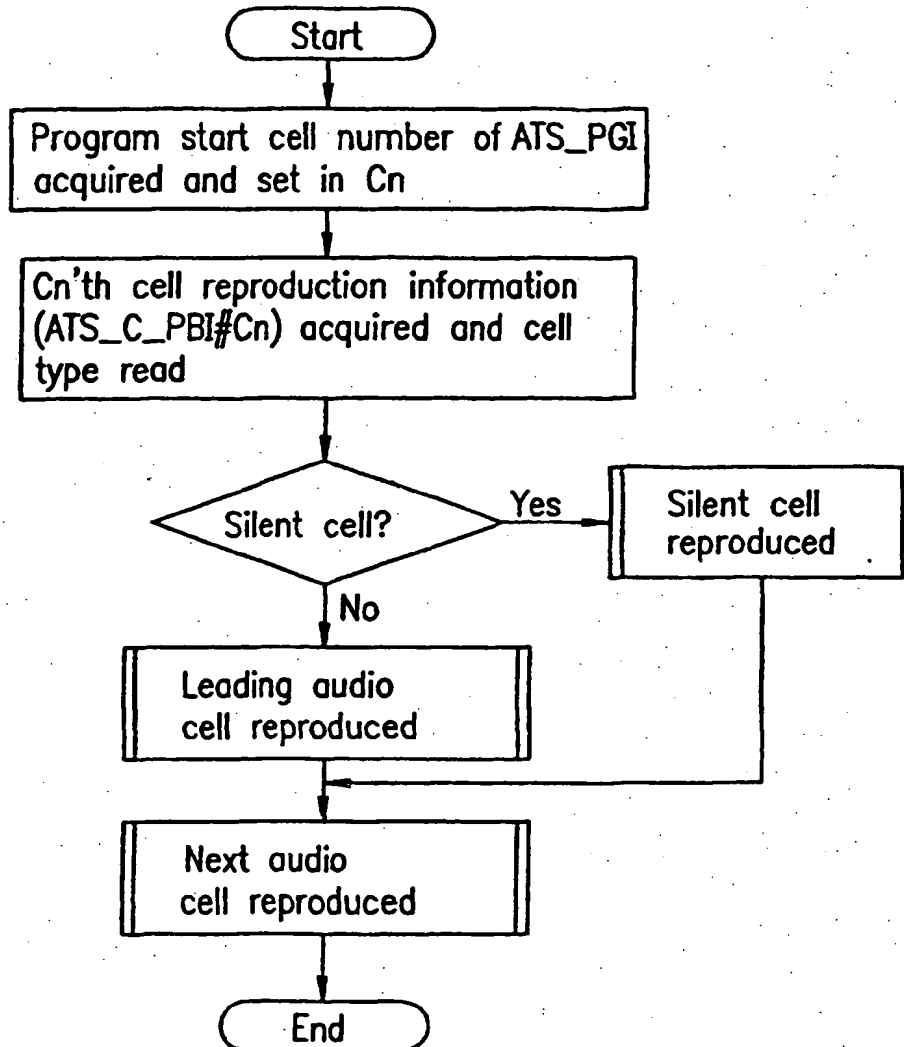 Start
Program start cell number of ATS_PGI
acquired and set in Cn
Cn'th cell reproduction information
(ATS_C_PBI#Cn) acquired and cell
type read
Silent cell?
Yes
Silent cell
reproduced
No
Leading audio
cell reproduced
Next audio
cell reproduced
End